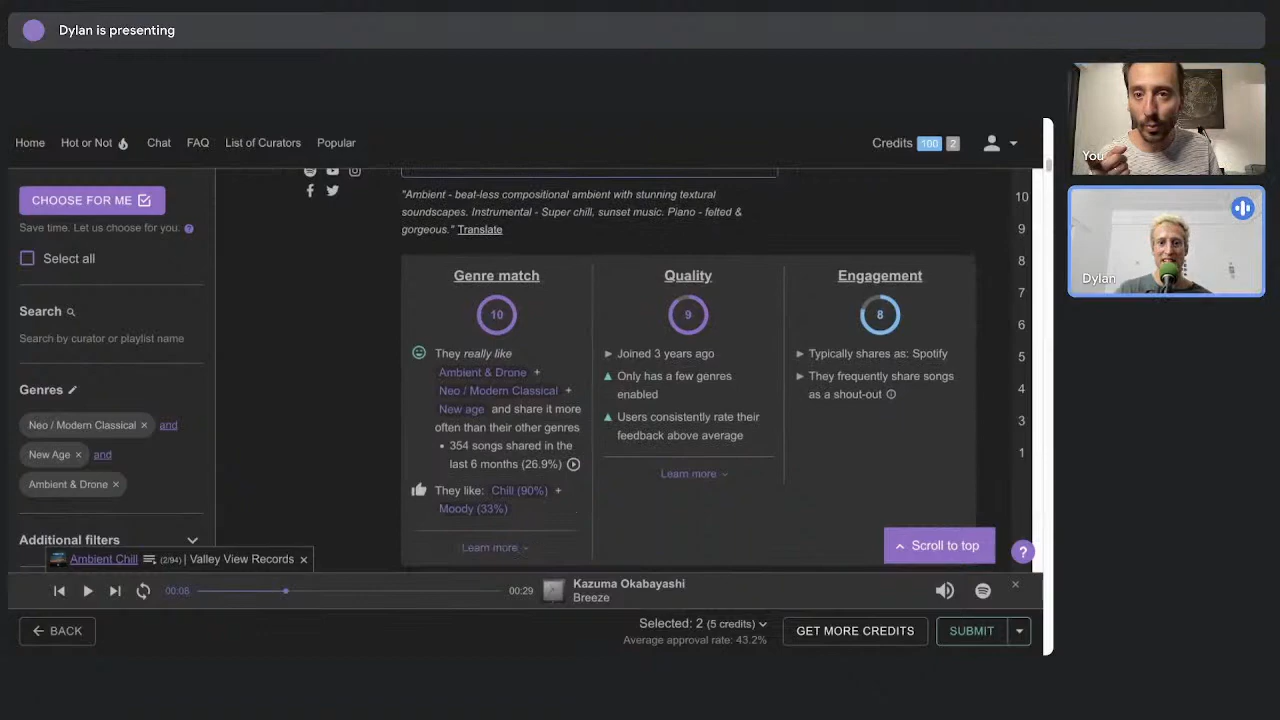 Dylan is presenting
You
Dylan
Home Hot or Not Chat FAQ List of Curators Popular
Credits 100 2
CHOOSE FOR ME
Save time. Let us choose for you. ?
Select all
Search
Search by curator or playlist name
Genres
Neo / Modern Classical × and
New Age × and
Ambient & Drone ×
Additional filters
"Ambient - beat-less compositional ambient with stunning textural
soundscapes. Instrumental - Super chill, sunset music. Piano - felted &
gorgeous." Translate
Genre match
10
They really like
Ambient & Drone +
Neo / Modern Classical +
New age and share it more
often than their other genres
• 354 songs shared in the
last 6 months (26.9%)
They like: Chill (90%) +
Moody (33%)
Learn more
Quality
9
Joined 3 years ago
Only has a few genres
enabled
Users consistently rate their
feedback above average
Learn more
Engagement
8
Typically shares as: Spotify
They frequently share songs
as a shout-out
10
9
8
7
6
5
4
3
2
1
Scroll to top
?
Ambient Chill (2/94) | Valley View Records ×
00:08
00:29
Kazuma Okabayashi
Breeze
BACK
Selected: 2 (5 credits)
Average approval rate: 43.2%
GET MORE CREDITS
SUBMIT